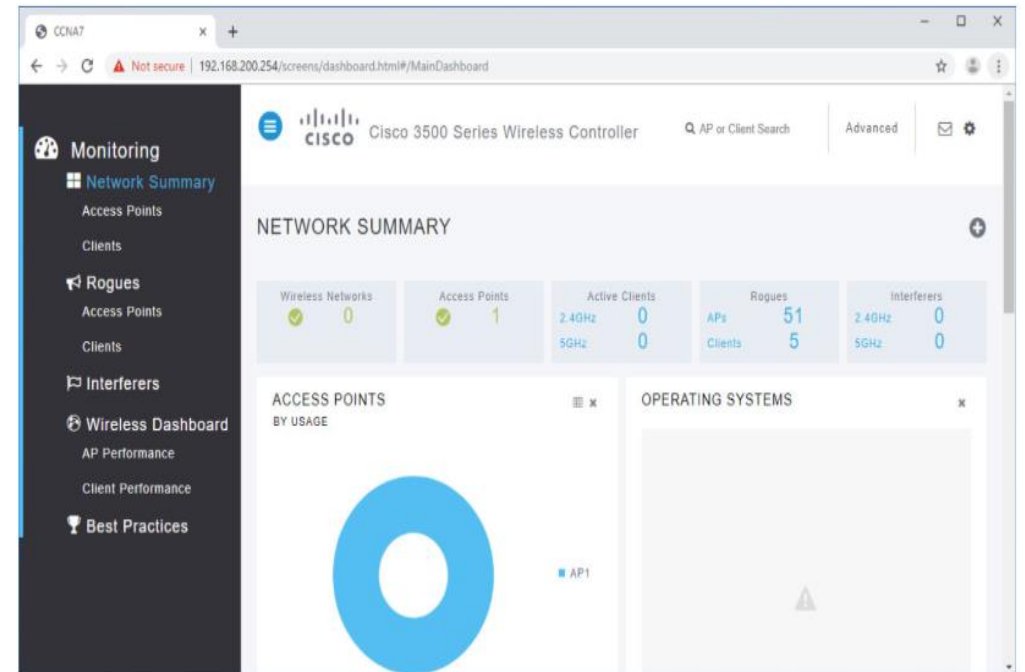 CCNA7
Not secure | 192.168.200.254/screens/dashboard.html#/MainDashboard
Monitoring
Network Summary
Access Points
Clients
Rogues
Access Points
Clients
Interferers
Wireless Dashboard
AP Performance
Client Performance
Best Practices
CISCO Cisco 3500 Series Wireless Controller
AP or Client Search
Advanced
NETWORK SUMMARY
Wireless Networks
0
Access Points
1
Active Clients
2.4GHz 0
5GHz 0
Rogues
APs 51
Clients 5
Interferers
2.4GHz 0
5GHz 0
ACCESS POINTS
BY USAGE
AP1
OPERATING SYSTEMS